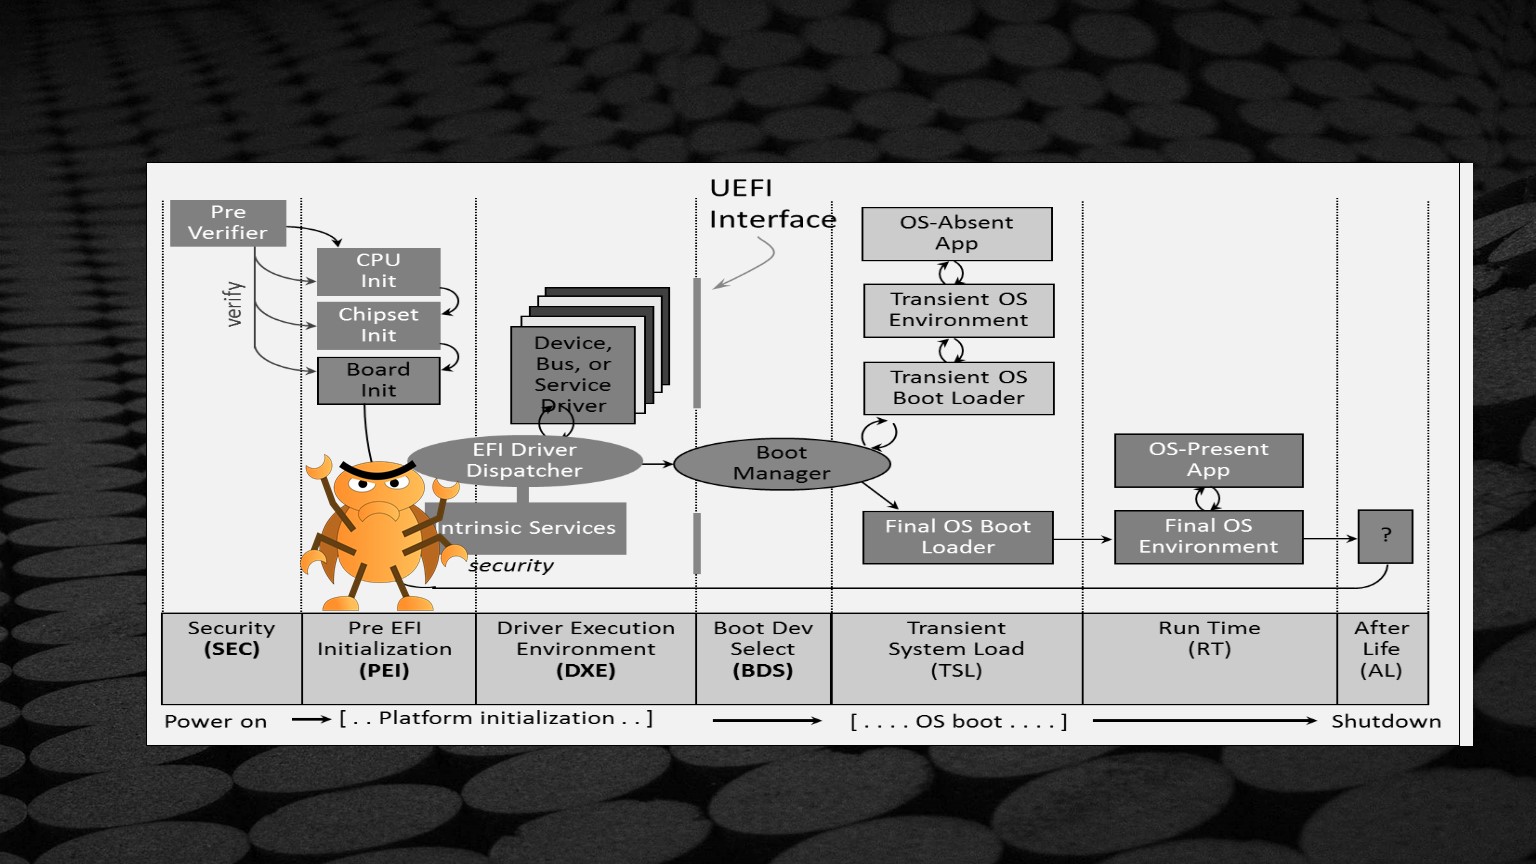 UEFI
Interface
Pre
Verifier
verify
CPU
Init
Chipset
Init
Board
Init
Device,
Bus, or
Service
Driver
EFI Driver
Dispatcher
Intrinsic Services
security
Boot
Manager
OS-Absent
App
Transient OS
Environment
Transient OS
Boot Loader
Final OS Boot
Loader
OS-Present
App
Final OS
Environment
?
Security
(SEC)
Pre EFI
Initialization
(PEI)
Driver Execution
Environment
(DXE)
Boot Dev
Select
(BDS)
Transient
System Load
(TSL)
Run Time
(RT)
After
Life
(AL)
Power on
[ . . Platform initialization . . ]
[ . . . . OS boot . . . . ]
Shutdown